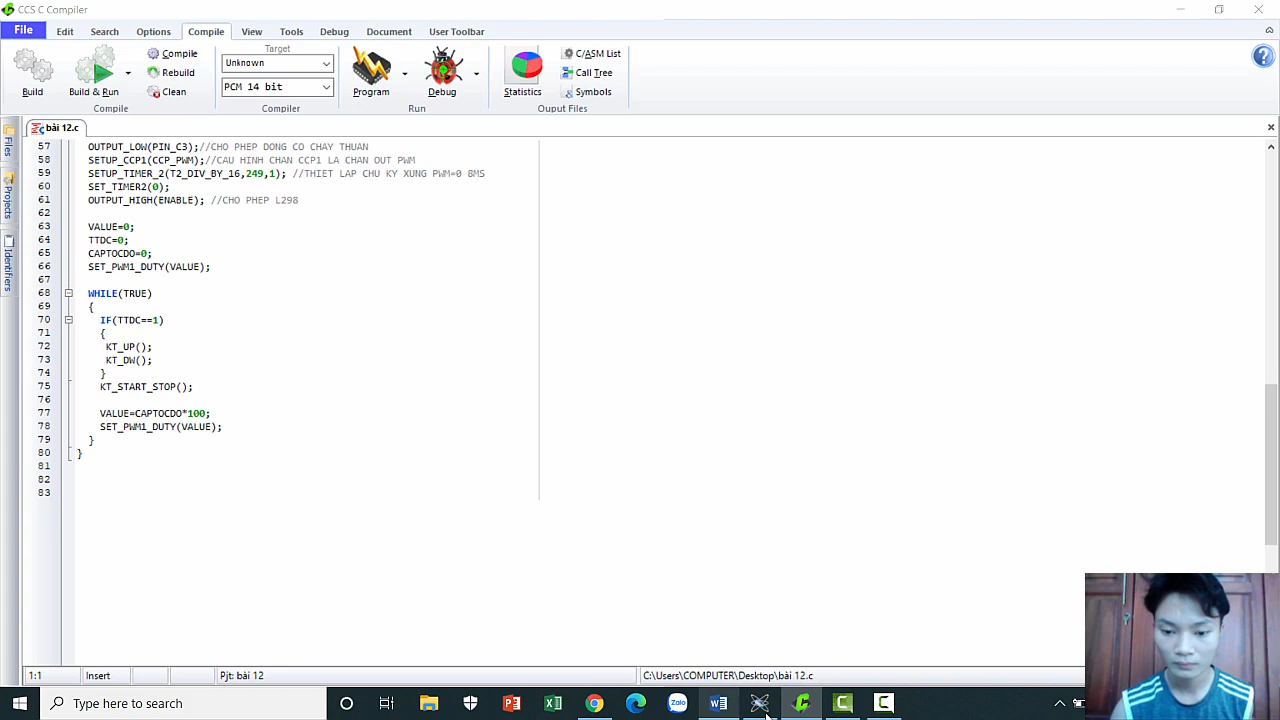 CCS C Compiler
File Edit Search Options Compile View Tools Debug Document User Toolbar
Build
Build & Run
Compile
Rebuild
Clean
Compile
Target
Unknown
PCM 14 bit
Compiler
Program
Debug
Run
Statistics
C/ASM List
Call Tree
Symbols
Ouput Files
Files
Projects
Identifiers
bài 12.c
57 OUTPUT_LOW(PIN_C3);//CHO PHEP DONG CO CHAY THUAN
58 SETUP_CCP1(CCP_PWM);//CAU HINH CHAN CCP1 LA CHAN OUT PWM
59 SETUP_TIMER_2(T2_DIV_BY_16,249,1); //THIET LAP CHU KY XUNG PWM=0 8MS
60 SET_TIMER2(0);
61 OUTPUT_HIGH(ENABLE); //CHO PHEP L298
62
63 VALUE=0;
64 TTDC=0;
65 CAPTOCDO=0;
66 SET_PWM1_DUTY(VALUE);
67
68 WHILE(TRUE)
69 {
70 IF(TTDC==1)
71 {
72 KT_UP();
73 KT_DW();
74 }
75 KT_START_STOP();
76
77 VALUE=CAPTOCDO*100;
78 SET_PWM1_DUTY(VALUE);
79 }
80 }
81
82
83
1:1 Insert Pjt: bài 12 C:\Users\COMPUTER\Desktop\bài 12.c
Type here to search
Zalo